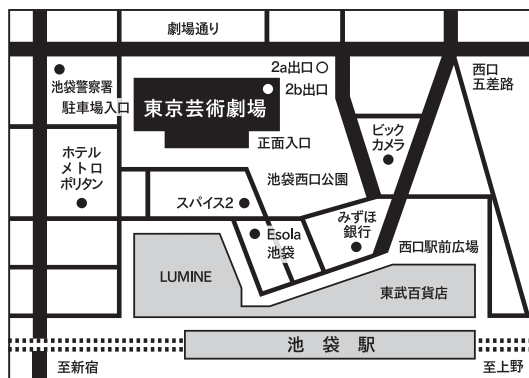 劇場通り
2a出口
西口
五差路
池袋警察署
2b出口
駐車場入口
東京芸術劇場
正面入口
ビック
カメラ
ホテル
メトロ
ポリタン
池袋西口公園
スパイス2
みずほ
銀行
Esola
池袋
西口駅前広場
LUMINE
東武百貨店
池袋駅
至新宿
至上野